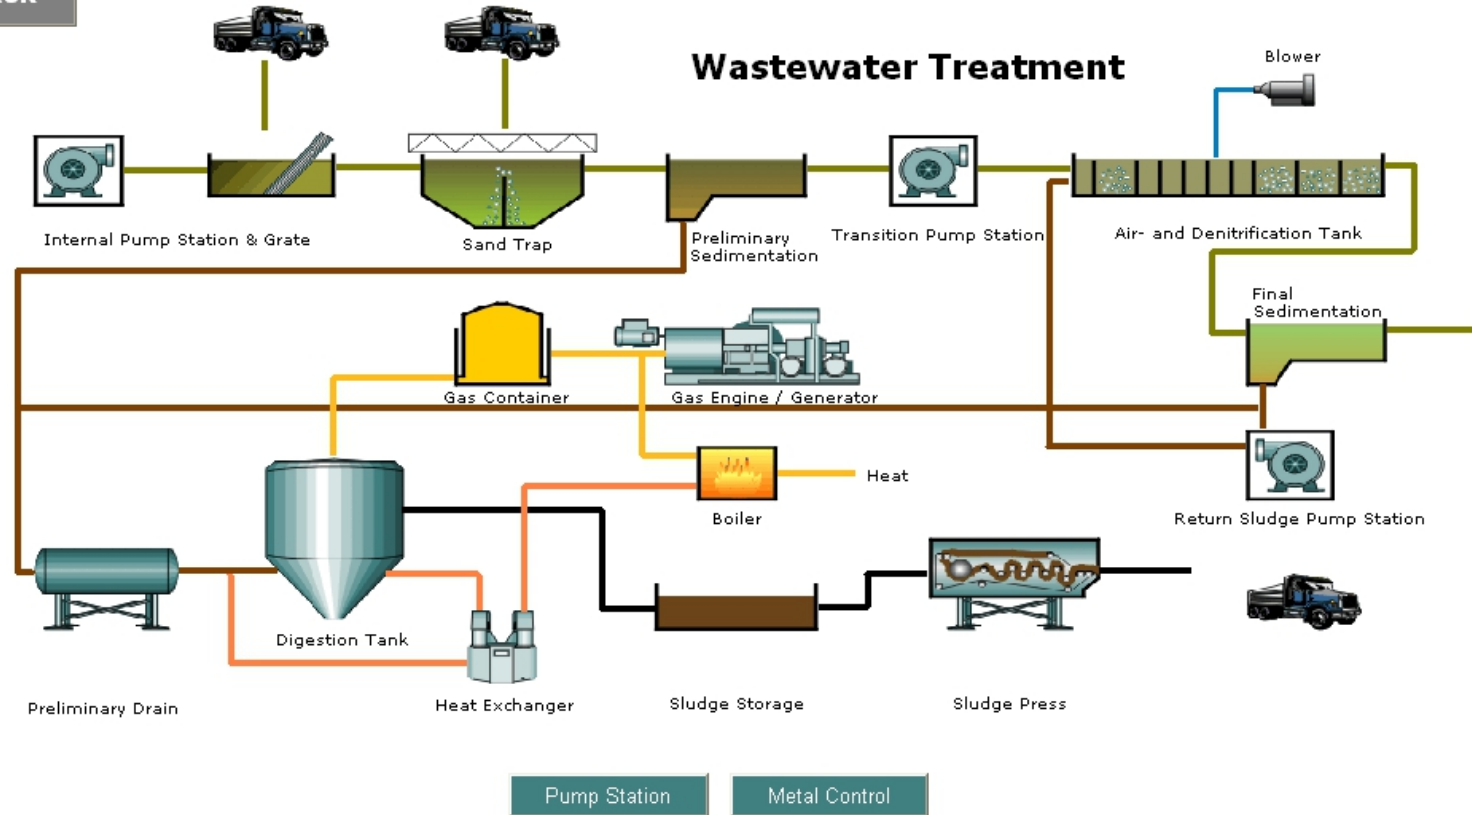 Wastewater Treatment
Blower
Internal Pump Station & Grate
Sand Trap
Preliminary
Sedimentation
Transition Pump Station
Air- and Denitrification Tank
Final
Sedimentation
Gas Container
Gas Engine / Generator
Heat
Boiler
Return Sludge Pump Station
Digestion Tank
Preliminary Drain
Heat Exchanger
Sludge Storage
Sludge Press
Pump Station
Metal Control